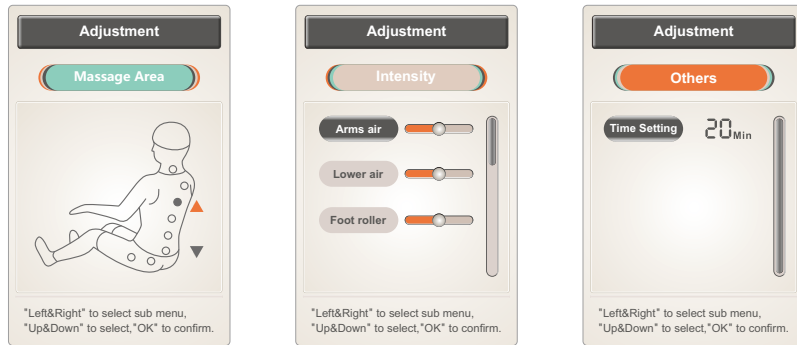 Adjustment
Massage Area
"Left&Right" to select sub menu,
"Up&Down" to select,"OK" to confirm.
Adjustment
Intensity
Arms air
Lower air
Foot roller
"Left&Right" to select sub menu,
"Up&Down" to select,"OK" to confirm.
Adjustment
Others
Time Setting 20Min
"Left&Right" to select sub menu,
"Up&Down" to select,"OK" to confirm.